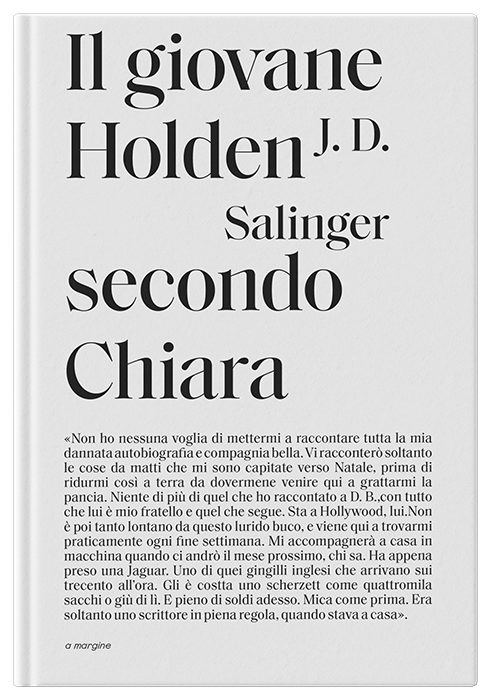 Il giovane
Holden J. D.
Salinger
secondo
Chiara
«Non ho nessuna voglia di mettermi a raccontare tutta la mia
dannata autobiografia e compagnia bella. Vi racconterò soltanto
le cose da matti che mi sono capitate verso Natale, prima di
ridurmi così a terra da dovermene venire qui a grattarmi la
pancia. Niente di più di quel che ho raccontato a D. B.,con tutto
che lui è mio fratello e quel che segue. Sta a Hollywood, lui.Non
è poi tanto lontano da questo lurido buco, e viene qui a trovarmi
praticamente ogni fine settimana. Mi accompagnerà a casa in
macchina quando ci andrò il mese prossimo, chi sa. Ha appena
preso una Jaguar. Uno di quei gingilli inglesi che arrivano sui
trecento all'ora. Gli è costta uno scherzett come quattromila
sacchi o giù di lì. E pieno di soldi adesso. Mica come prima. Era
soltanto uno scrittore in piena regola, quando stava a casa».
a margine